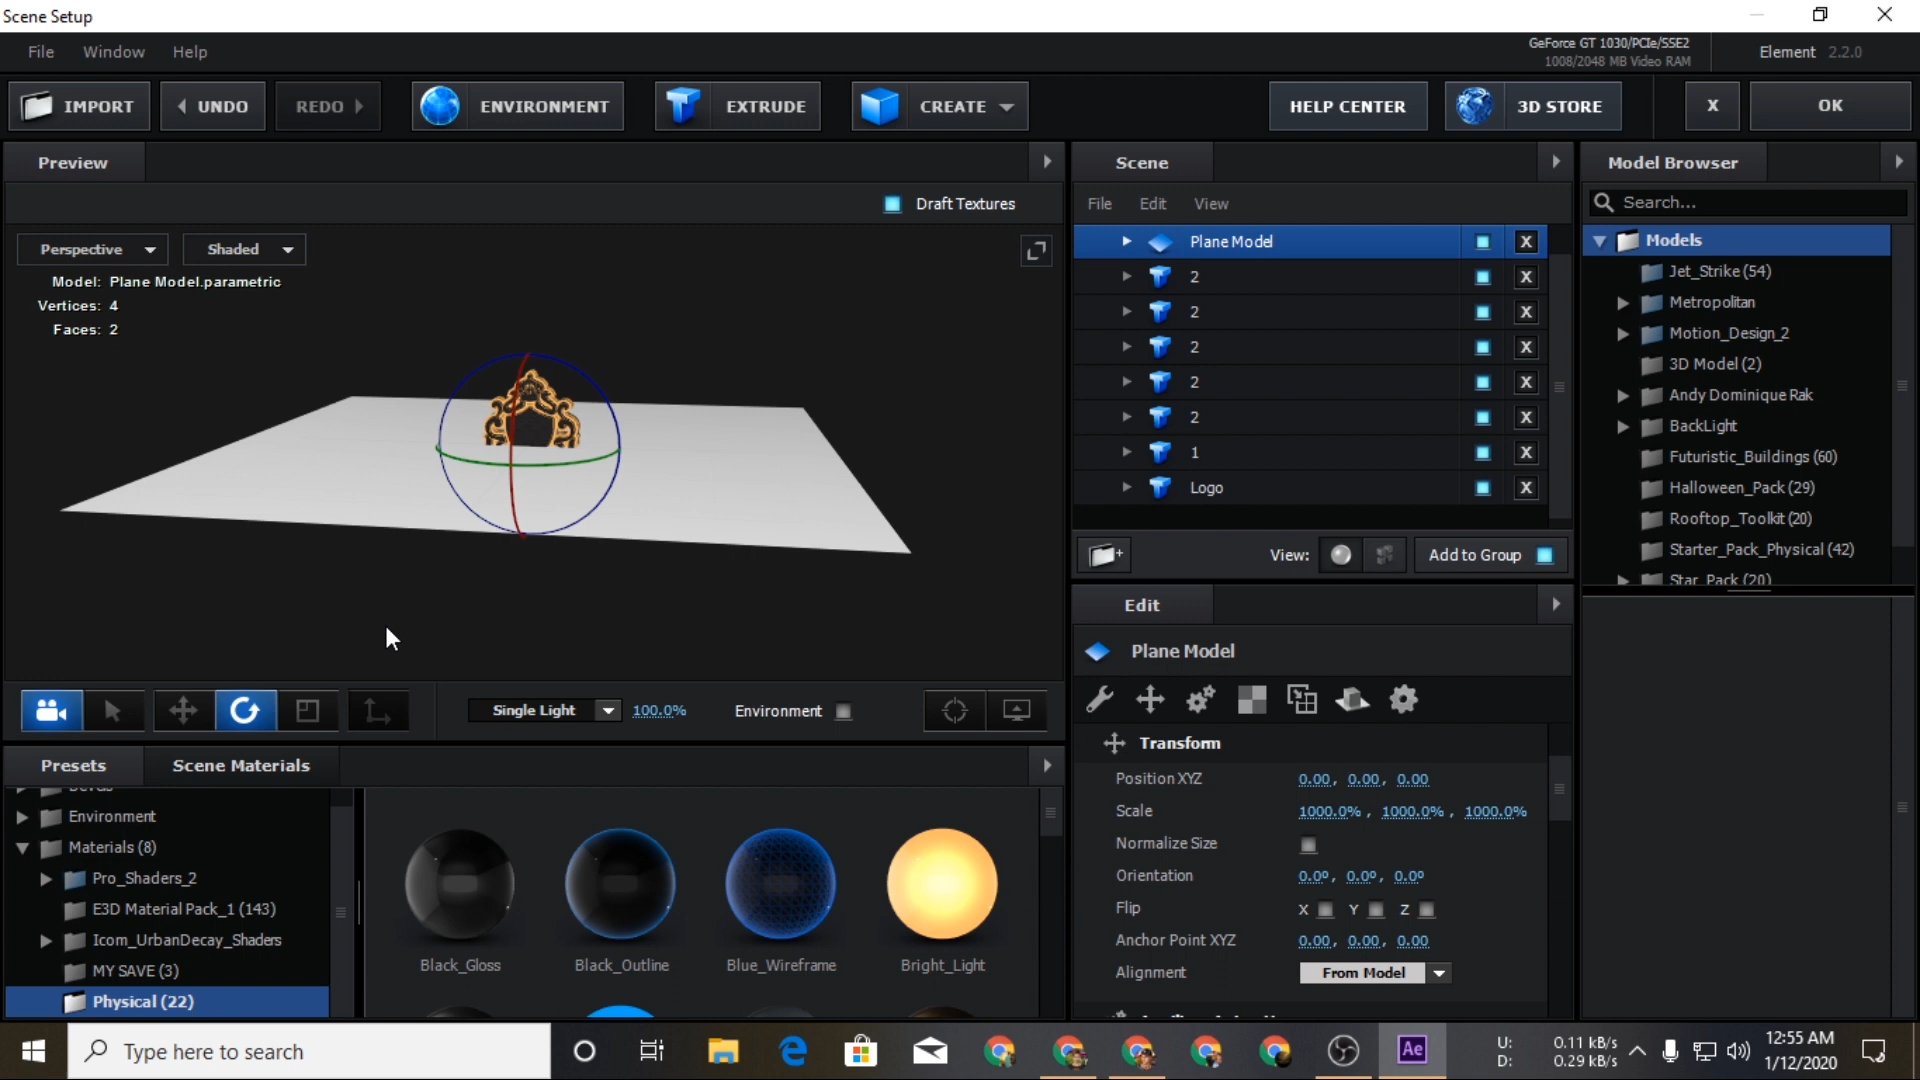 Scene Setup
File Window Help
GeForce GT 1030/PCIe/SSE2
1008/2048 MB Video RAM
Element 2.2.0
IMPORT UNDO REDO ENVIRONMENT EXTRUDE CREATE HELP CENTER 3D STORE X OK
Preview
Draft Textures
Perspective Shaded
Model: Plane Model.parametric
Vertices: 4
Faces: 2
Single Light 100.0% Environment
Scene
File Edit View
Plane Model X
2 X
2 X
2 X
2 X
2 X
1 X
Logo X
View: Add to Group
Edit
Plane Model
Transform
Position XYZ 0.00, 0.00, 0.00
Scale 1000.0%, 1000.0%, 1000.0%
Normalize Size
Orientation 0.0º, 0.0º, 0.0º
Flip X Y Z
Anchor Point XYZ 0.00, 0.00, 0.00
Alignment From Model
Model Browser
Search...
Models
Jet_Strike (54)
Metropolitan
Motion_Design_2
3D Model (2)
Andy Dominique Rak
BackLight
Futuristic_Buildings (60)
Halloween_Pack (29)
Rooftop_Toolkit (20)
Starter_Pack_Physical (42)
Star_Pack (20)
Presets Scene Materials
Environment
Materials (8)
Pro_Shaders_2
E3D Material Pack_1 (143)
Icom_UrbanDecay_Shaders
MY SAVE (3)
Physical (22)
Black_Gloss Black_Outline Blue_Wireframe Bright_Light
Type here to search
Ae
U: 0.11 kB/s
D: 0.29 kB/s
12:55 AM
1/12/2020